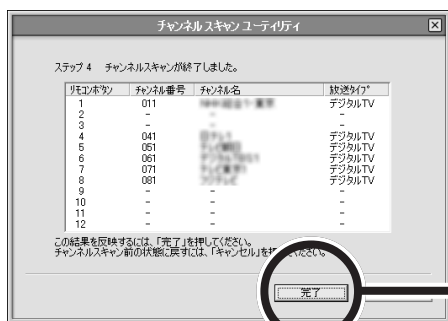 チャンネルスキャンユーティリティ
ステップ4 チャンネルスキャンが終了しました。
リモコンボタン チャンネル番号 チャンネル名 放送タイプ
1 011 デジタルTV
2 - - -
3 - - -
4 041 デジタルTV
5 051 デジタルTV
6 061 デジタルTV
7 071 デジタルTV
8 081 デジタルTV
9 - - -
10 - - -
11 - - -
12 - - -
この結果を反映するには、「完了」を押してください。
チャンネルスキャン前の状態に戻すには、「キャンセル」を押してください。
完了